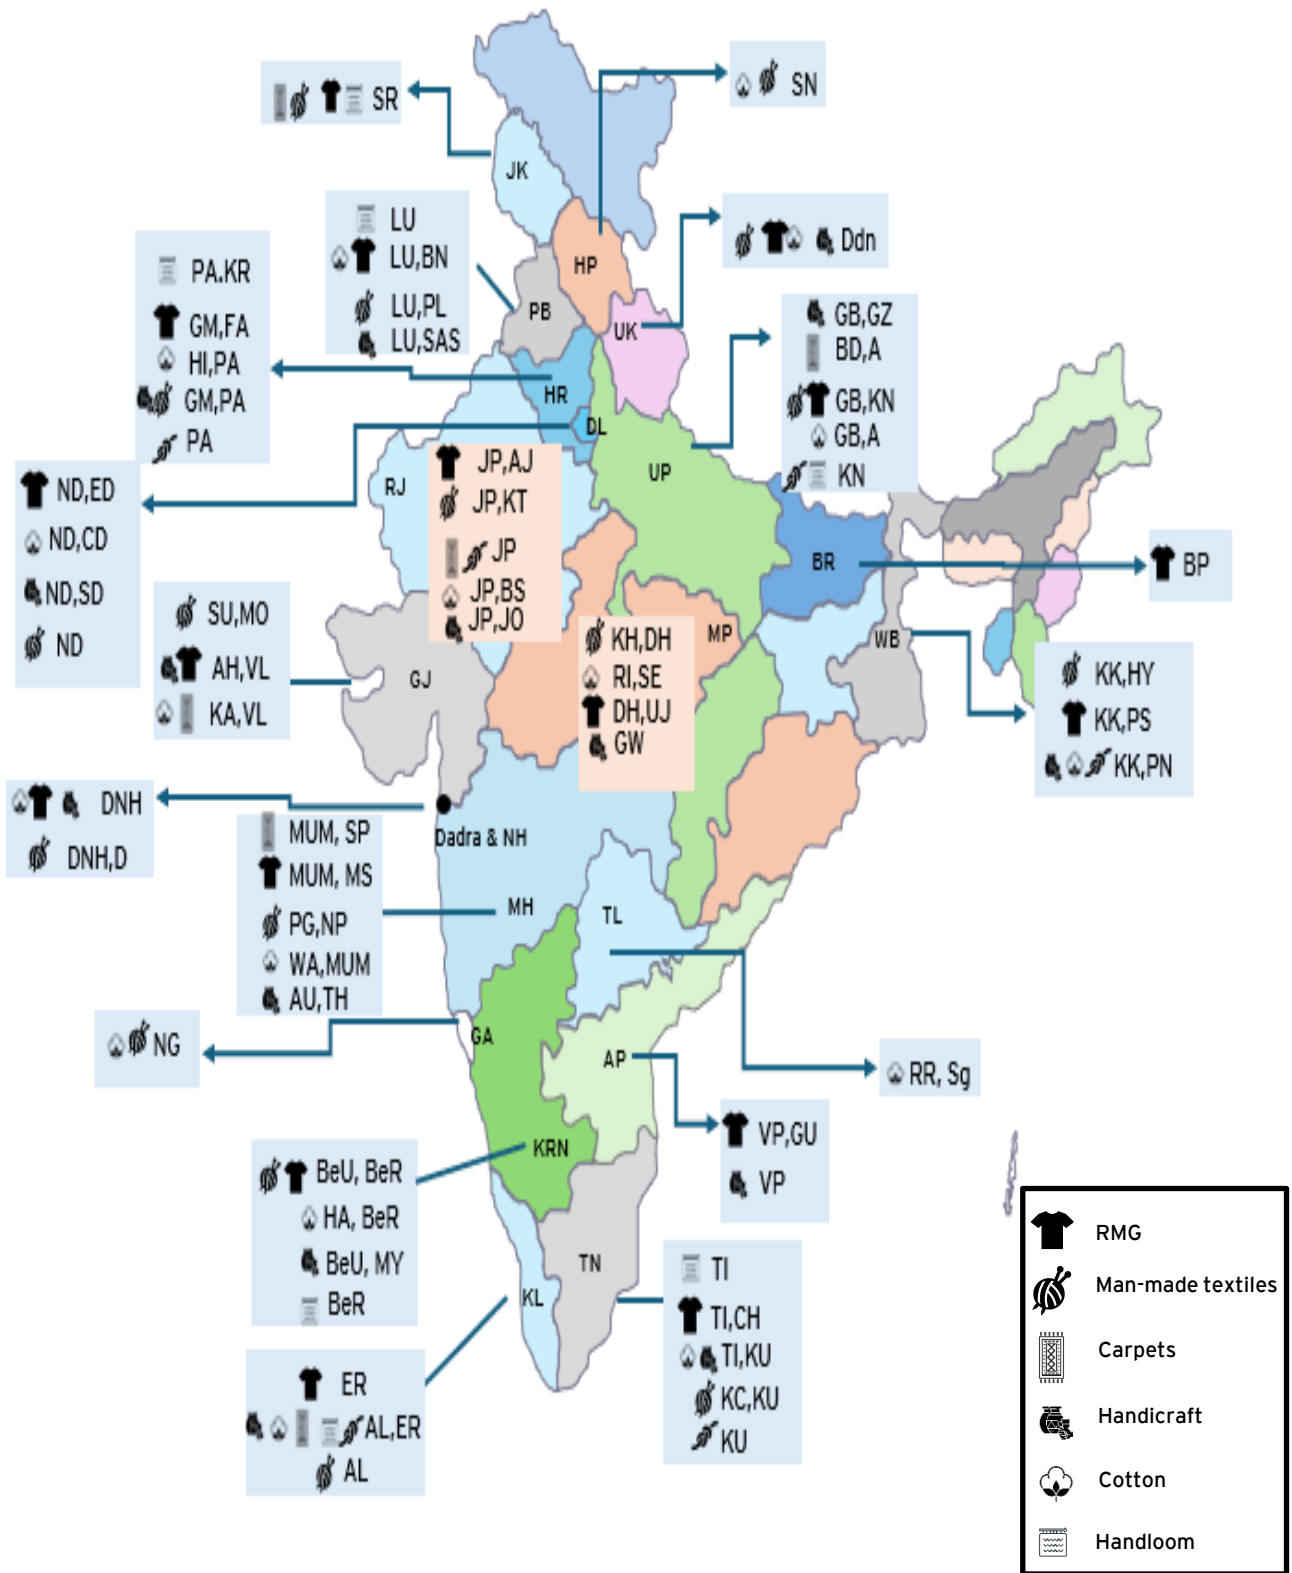 SN
SR
JK
LU
LU,BN
LU,PL
LU,SAS
HP
Ddn
PA.KR
GM,FA
HI,PA
GM,PA
PA
PB
UK
GB,GZ
BD,A
GB,KN
GB,A
KN
HR
DL
ND,ED
ND,CD
ND,SD
ND
RJ
JP,AJ
JP,KT
JP
JP,BS
JP,JO
UP
BR
BP
SU,MO
AH,VL
KA,VL
GJ
KH,DH
RI,SE
DH,UJ
GW
MP
WB
KK,HY
KK,PS
KK,PN
DNH
DNH,D
Dadra & NH
MUM, SP
MUM, MS
PG,NP
WA,MUM
AU,TH
MH
TL
NG
GA
AP
RR, Sg
VP,GU
VP
KRN
BeU, BeR
HA, BeR
BeU, MY
BeR
TN
KL
TI
TI,CH
TI,KU
KC,KU
KU
ER
AL,ER
AL
RMG
Man-made textiles
Carpets
Handicraft
Cotton
Handloom